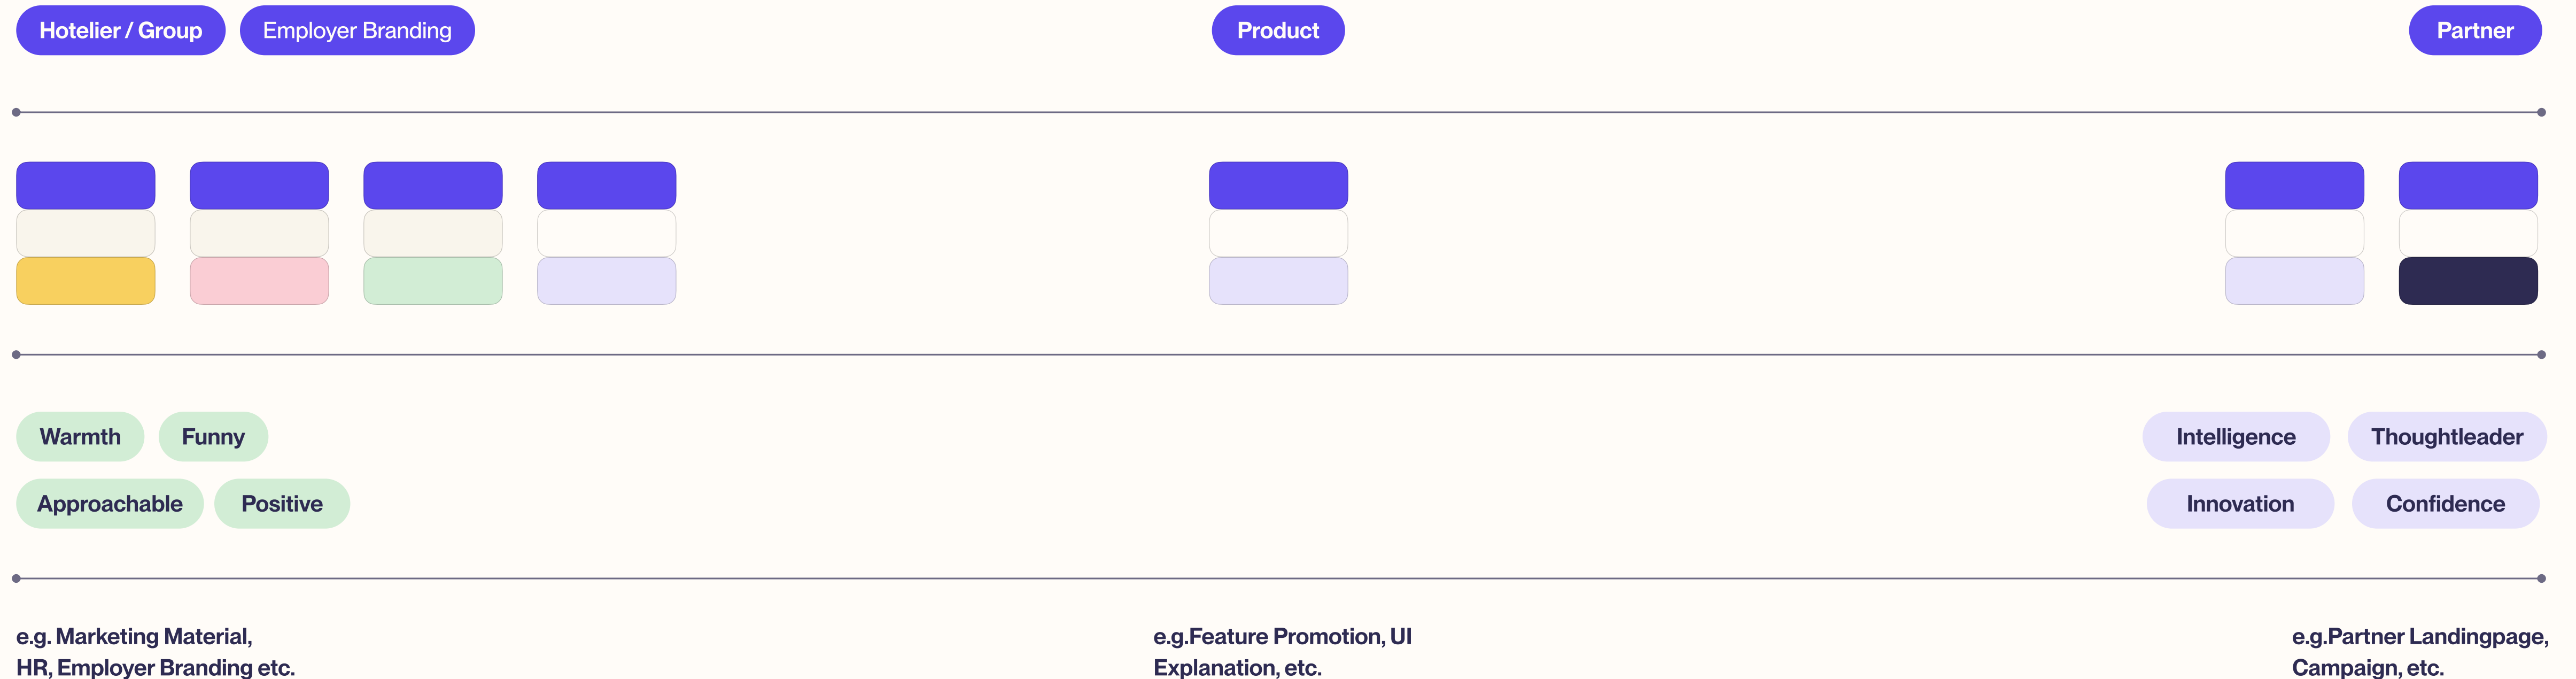 Hotelier / Group
Employer Branding
Product
Partner
Warmth
Funny
Intelligence
Thoughtleader
Approachable
Positive
Innovation
Confidence
e.g. Marketing Material,
HR, Employer Branding etc.
e.g.Feature Promotion, UI
Explanation, etc.
e.g.Partner Landingpage,
Campaign, etc.